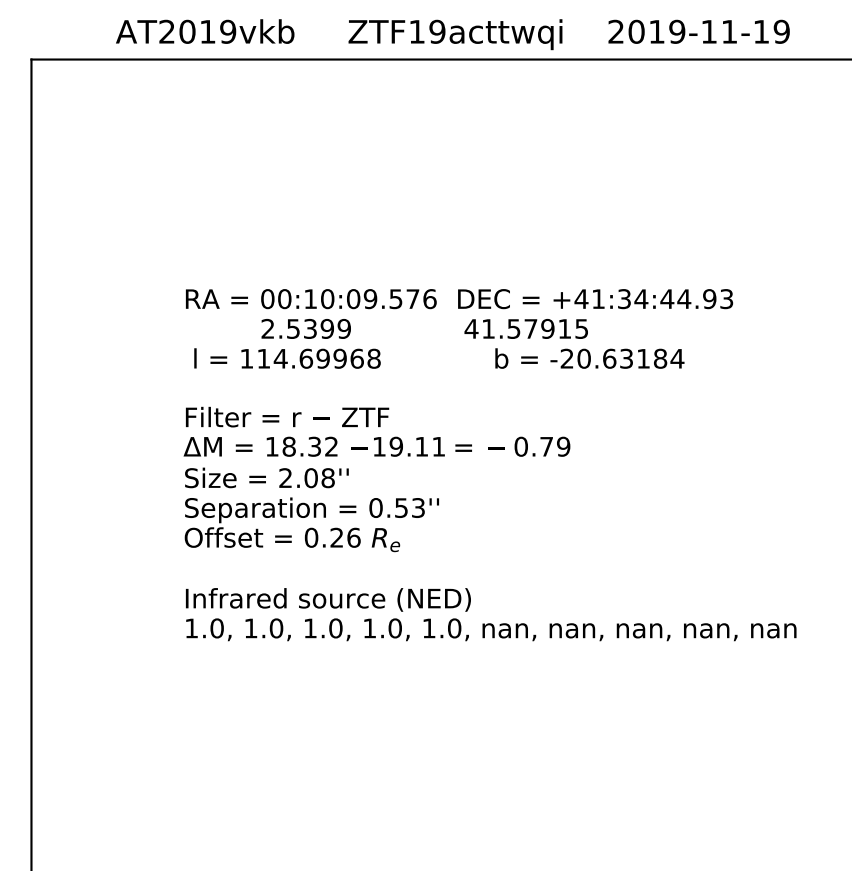 AT2019vkb ZTF19acttwqi 2019-11-19
RA = 00:10:09.576 DEC = +41:34:44.93
2.5399 41.57915
l = 114.69968 b = -20.63184
Filter = r − ZTF
ΔM = 18.32 −19.11 = − 0.79
Size = 2.08''
Separation = 0.53''
Offset = 0.26 Re
Infrared source (NED)
1.0, 1.0, 1.0, 1.0, 1.0, nan, nan, nan, nan, nan